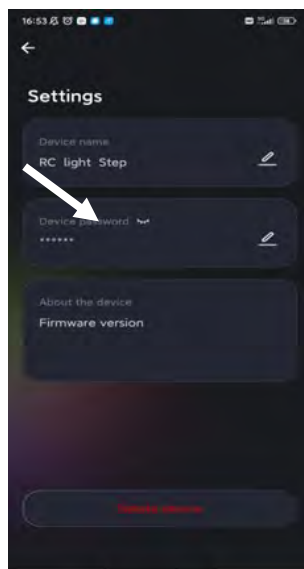 16:53
Settings
Device name
RC light Step
Device password
******
About the device
Firmware version